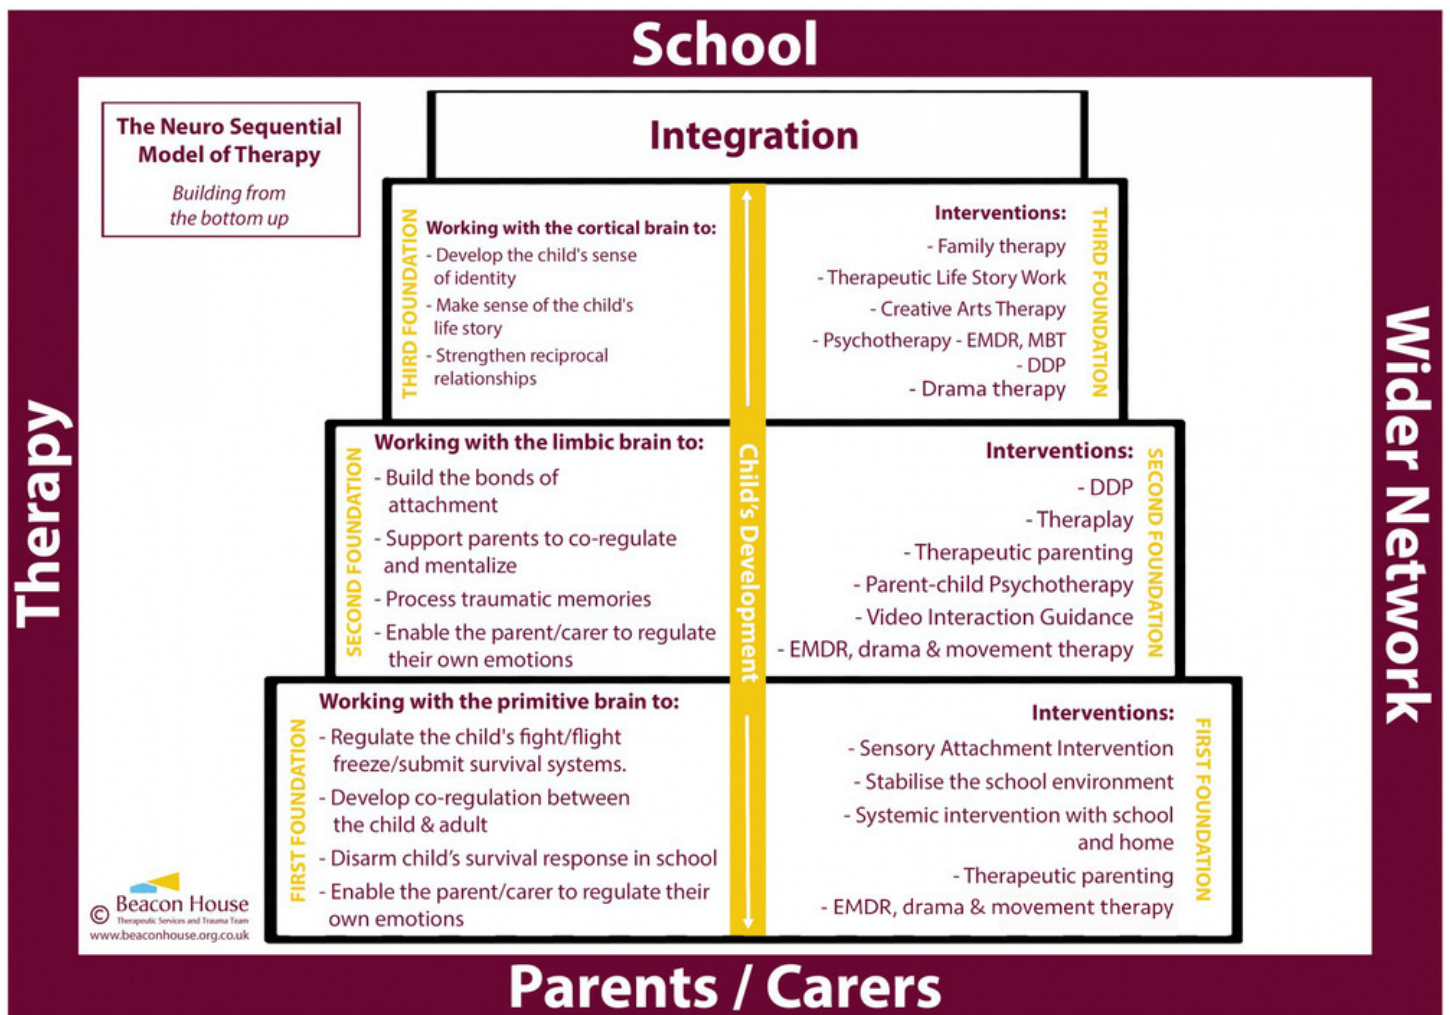 School
The Neuro Sequential
Model of Therapy
Building from
the bottom up
Integration
THIRD FOUNDATION
Working with the cortical brain to:
- Develop the child's sense
of identity
- Make sense of the child's
life story
- Strengthen reciprocal
relationships
Interventions:
- Family therapy
- Therapeutic Life Story Work
- Creative Arts Therapy
- Psychotherapy - EMDR, MBT
- DDP
- Drama therapy
THIRD FOUNDATION
SECOND FOUNDATION
Working with the limbic brain to:
- Build the bonds of
attachment
- Support parents to co-regulate
and mentalize
- Process traumatic memories
- Enable the parent/carer to regulate
their own emotions
Child's Development
Interventions:
- DDP
- Theraplay
- Therapeutic parenting
- Parent-child Psychotherapy
- Video Interaction Guidance
- EMDR, drama & movement therapy
SECOND FOUNDATION
FIRST FOUNDATION
Working with the primitive brain to:
- Regulate the child's fight/flight
freeze/submit survival systems.
- Develop co-regulation between
the child & adult
- Disarm child’s survival response in school
- Enable the parent/carer to regulate their
own emotions
Interventions:
- Sensory Attachment Intervention
- Stabilise the school environment
- Systemic intervention with school
and home
- Therapeutic parenting
- EMDR, drama & movement therapy
FIRST FOUNDATION
Therapy
Wider Network
© Beacon House
Therapeutic Services and Trauma Team
www.beaconhouse.org.uk
Parents / Carers